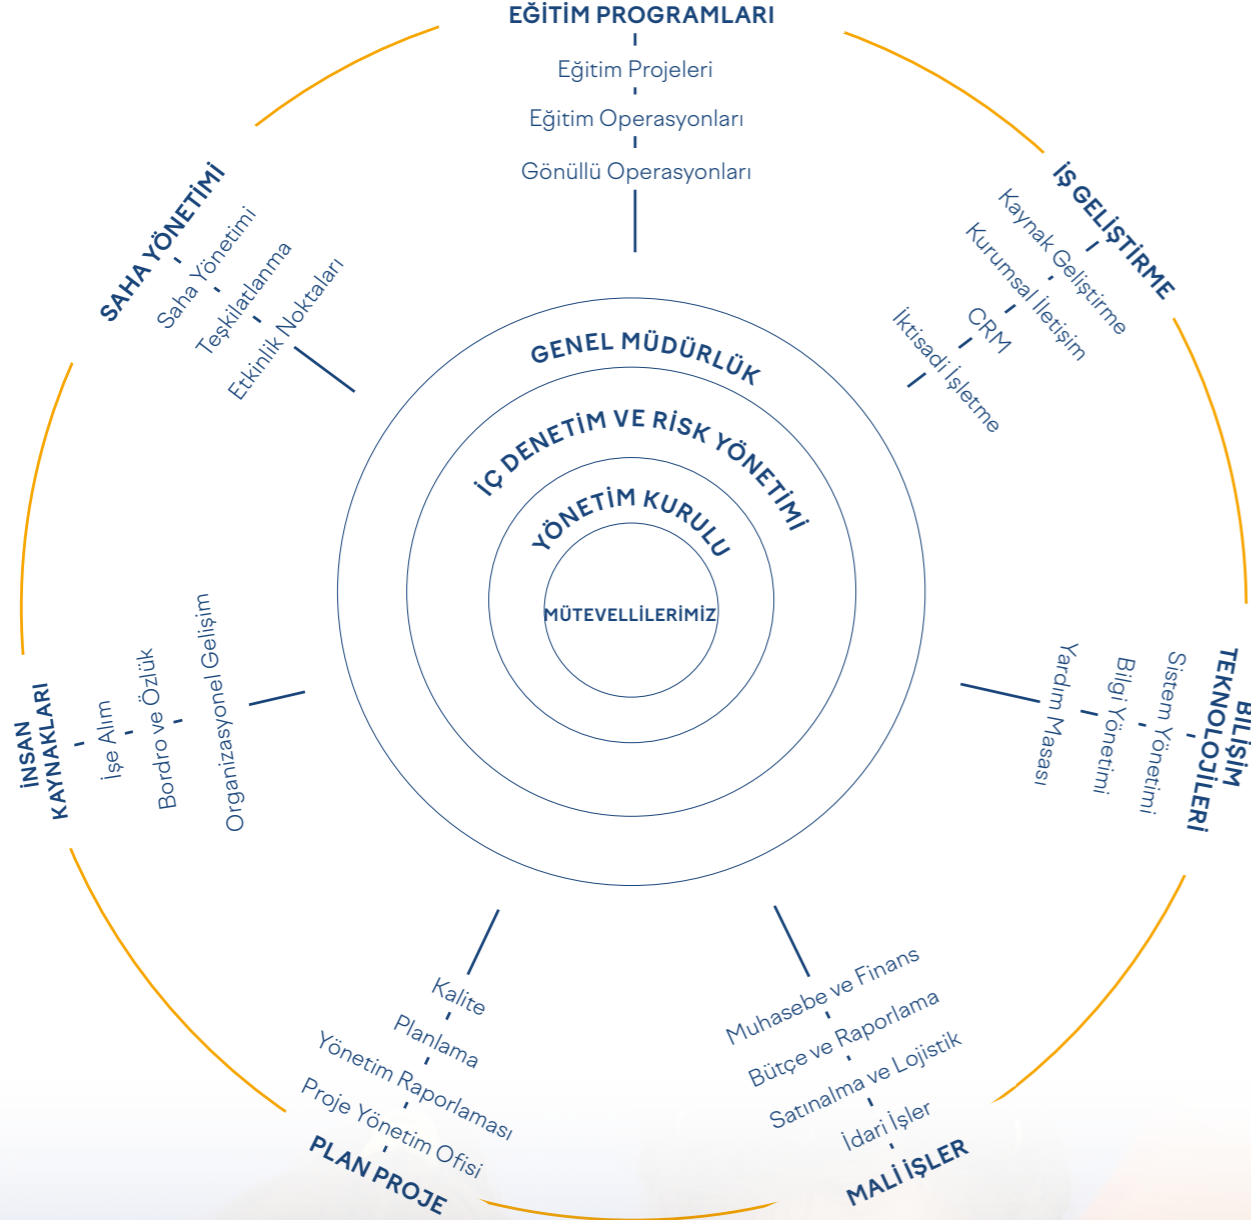 EĞİTİM PROGRAMLARI
Eğitim Projeleri
Eğitim Operasyonları
Gönüllü Operasyonları
İŞ GELİŞTİRME
Kaynak Geliştirme
Kurumsal İletişim
CRM
İktisadi İşletme
BİLİŞİM
TEKNOLOJİLERİ
Sistem Yönetimi
Bilgi Yönetimi
Yardım Masası
Muhasebe ve Finans
Bütçe ve Raporlama
Satınalma ve Lojistik
İdari İşler
MALİ İŞLER
Kalite
Planlama
Yönetim Raporlaması
Proje Yönetim Ofisi
PLAN PROJE
İNSAN
KAYNAKLARI
İşe Alım
Bordro ve Özlük
Organizasyonel Gelişim
SAHA YÖNETİMİ
Saha Yönetimi
Teşkilatlanma
Etkinlik Noktaları
GENEL MÜDÜRLÜK
İÇ DENETİM VE RİSK YÖNETİMİ
YÖNETİM KURULU
MÜTEVELLİLERİMİZ